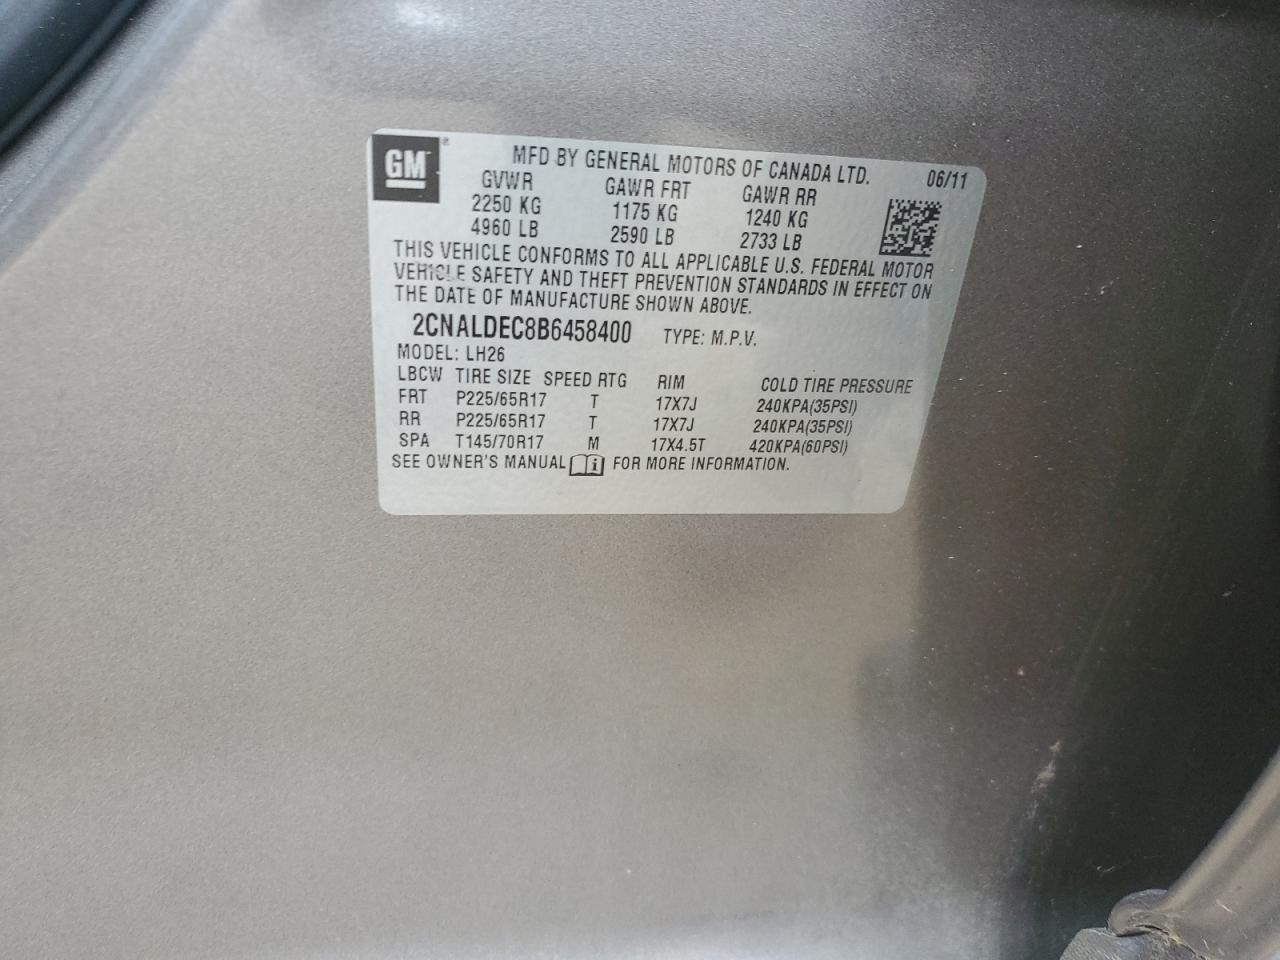 GM
MFD BY GENERAL MOTORS OF CANADA LTD. 06/11
GVWR GAWR FRT GAWR RR
2250 KG 1175 KG 1240 KG
4960 LB 2590 LB 2733 LB
THIS VEHICLE CONFORMS TO ALL APPLICABLE U.S. FEDERAL MOTOR
VEHICLE SAFETY AND THEFT PREVENTION STANDARDS IN EFFECT ON
THE DATE OF MANUFACTURE SHOWN ABOVE.
2CNALDEC8B6458400 TYPE: M.P.V.
MODEL: LH26
LBCW TIRE SIZE SPEED RTG RIM COLD TIRE PRESSURE
FRT P225/65R17 T 17X7J 240KPA(35PSI)
RR P225/65R17 T 17X7J 240KPA(35PSI)
SPA T145/70R17 M 17X4.5T 420KPA(60PSI)
SEE OWNER'S MANUAL FOR MORE INFORMATION.